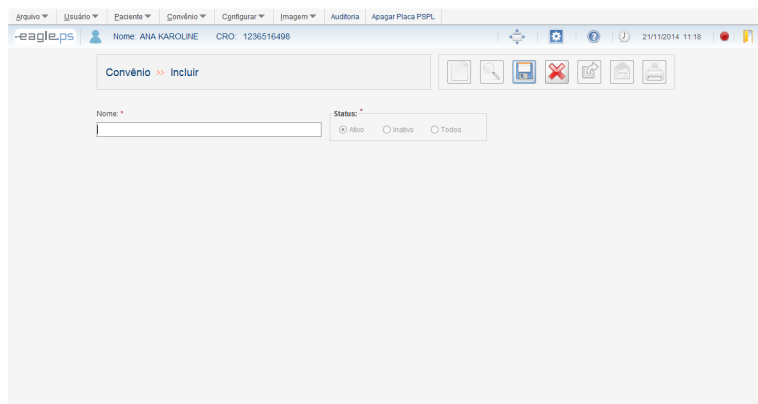 Arquivo Usuário Paciente Convênio Configurar Imagem Auditoria Apagar Placa PSPL
eagle.ps Nome: ANA KAROLINE CRO: 1236516498 21/11/2014 11:18
Convênio >> Incluir
Nome: * Status: *
Ativo Inativo Todos